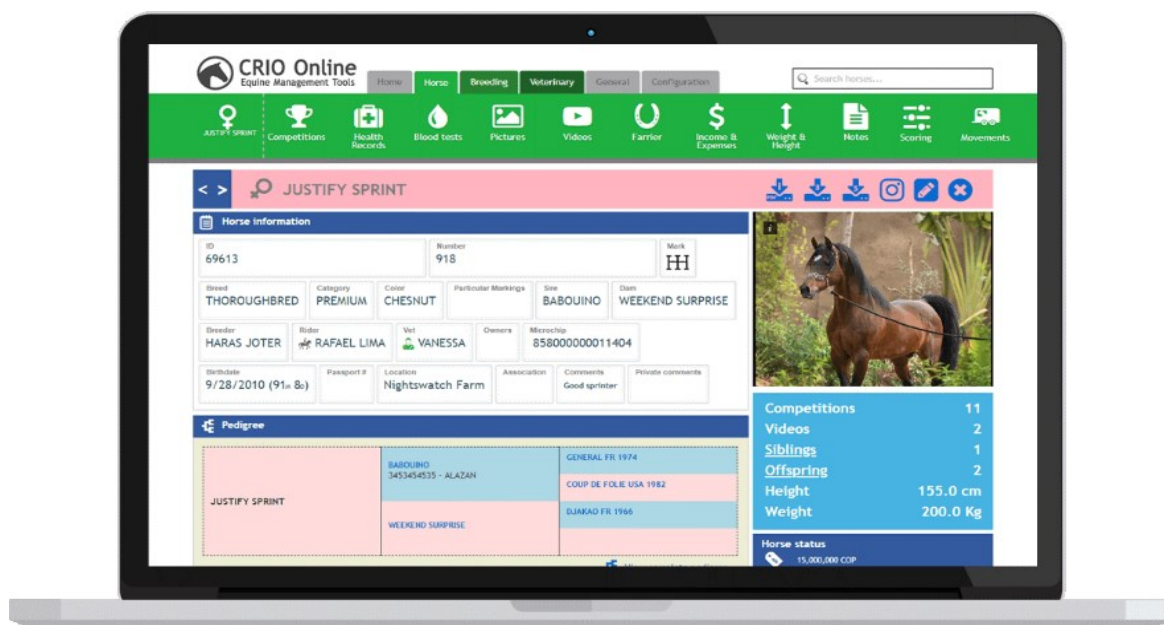 CRIO Online
Equine Management Tools
Home
Horse
Breeding
Veterinary
General
Configuration
Search horses...
JUSTIFY SPRINT
Competitions
Health
Records
Blood tests
Pictures
Videos
Farrier
Income &
Expenses
Weight &
Height
Notes
Scoring
Movements
< >
JUSTIFY SPRINT
Horse information
ID
69613
Number
918
Mark
Breed
THOROUGHBRED
Category
PREMIUM
Color
CHESNUT
Particular Markings
Sire
BABOUINO
Dam
WEEKEND SURPRISE
Breeder
HARAS JOTER
Rider
RAFAEL LIMA
Vet
VANESSA
Owners
Microchip
858000000011404
Birthdate
9/28/2010
Passport #
Location
Nightswatch Farm
Association
Comments
Good sprinter
Private comments
Pedigree
JUSTIFY SPRINT
BABOUINO
3453454535 - ALAZAN
WEEKEND SURPRISE
GENERAL FR 1974
COUP DE FOLIE USA 1982
DJAKAO FR 1966
Competitions 11
Videos 2
Siblings 1
Offspring 2
Height 155.0 cm
Weight 200.0 Kg
Horse status
15,000,000 COP